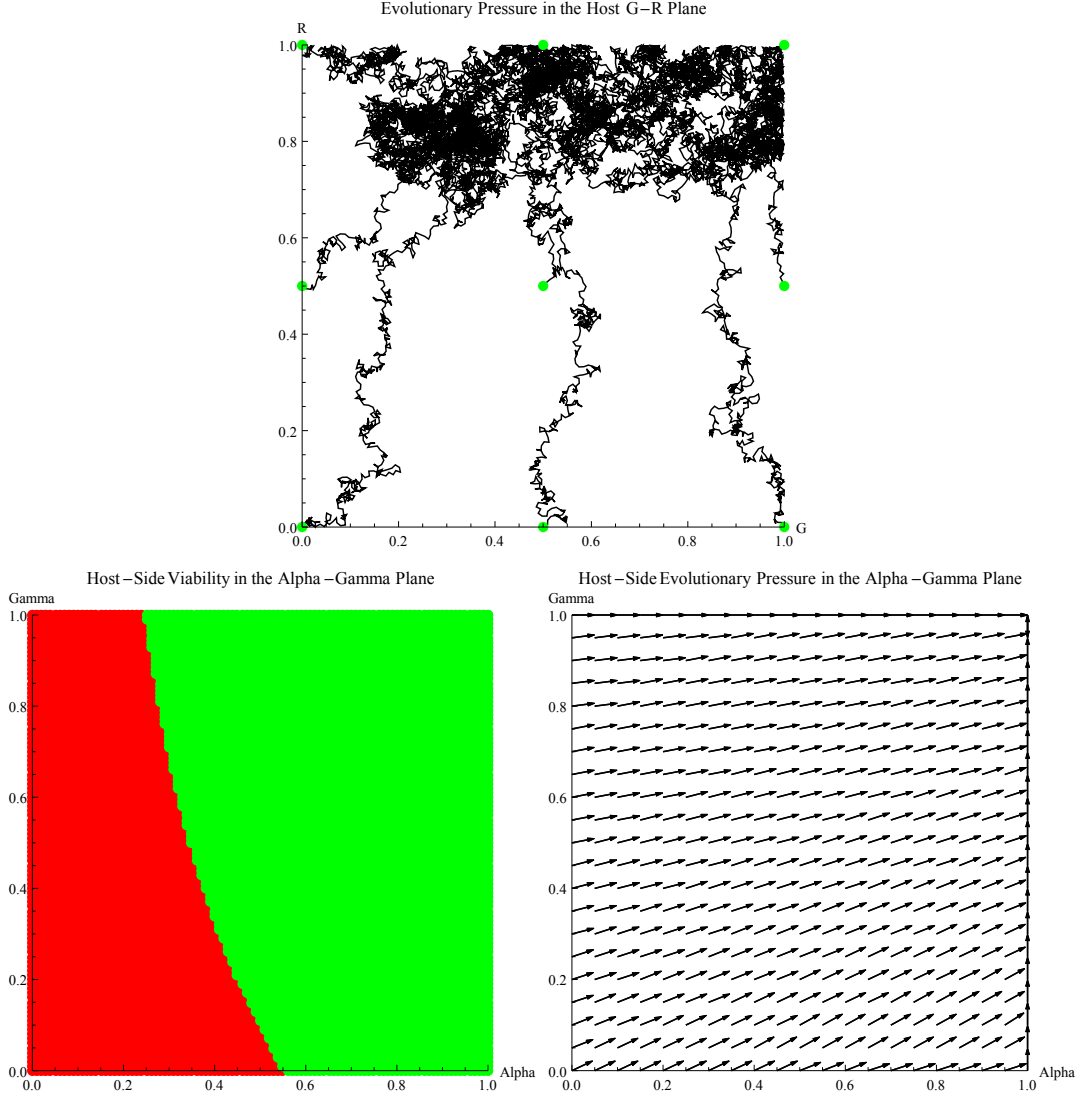 Evolutionary Pressure in the Host G−R Plane
R
1.0
0.8
0.6
0.4
0.2
0.0
0.0 0.2 0.4 0.6 0.8 1.0 G
Host−Side Viability in the Alpha−Gamma Plane
Gamma
1.0
0.8
0.6
0.4
0.2
0.0
0.0 0.2 0.4 0.6 0.8 1.0 Alpha
Host−Side Evolutionary Pressure in the Alpha−Gamma Plane
Gamma
1.0
0.8
0.6
0.4
0.2
0.0
0.0 0.2 0.4 0.6 0.8 1.0 Alpha